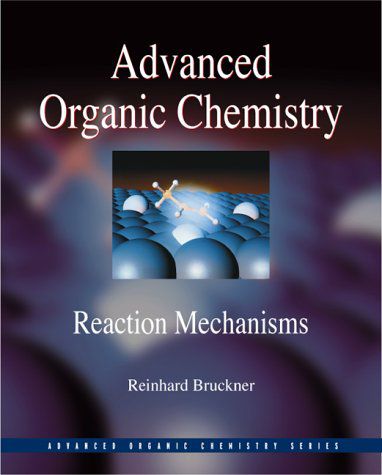 Advanced
Organic Chemistry
Reaction Mechanisms
Reinhard Bruckner
ADVANCED ORGANIC CHEMISTRY SERIES